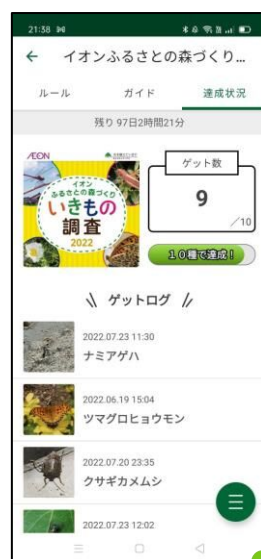 21:38
← イオンふるさとの森づくり...
ルール ガイド 達成状況
残り 97日2時間21分
ÆON
イオン
ふるさとの森づくり
いきもの
調査
2022
ゲット数
9
/10
10種で達成！
ゲットログ
2022.07.23 11:30
ナミアゲハ
2022.06.19 15:04
ツマグロヒョウモン
2022.07.20 23:35
クサギカメムシ
2022.07.23 12:02